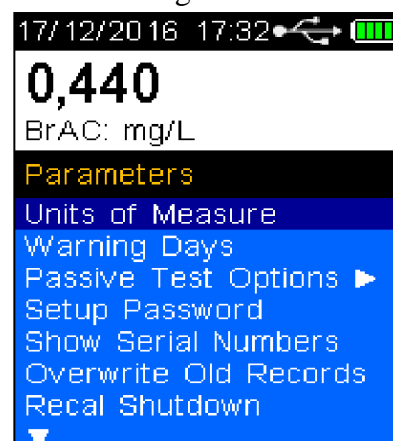 17/12/2016 17:32
0,440
BrAC: mg/L
Parameters
Units of Measure
Warning Days
Passive Test Options ►
Setup Password
Show Serial Numbers
Overwrite Old Records
Recal Shutdown